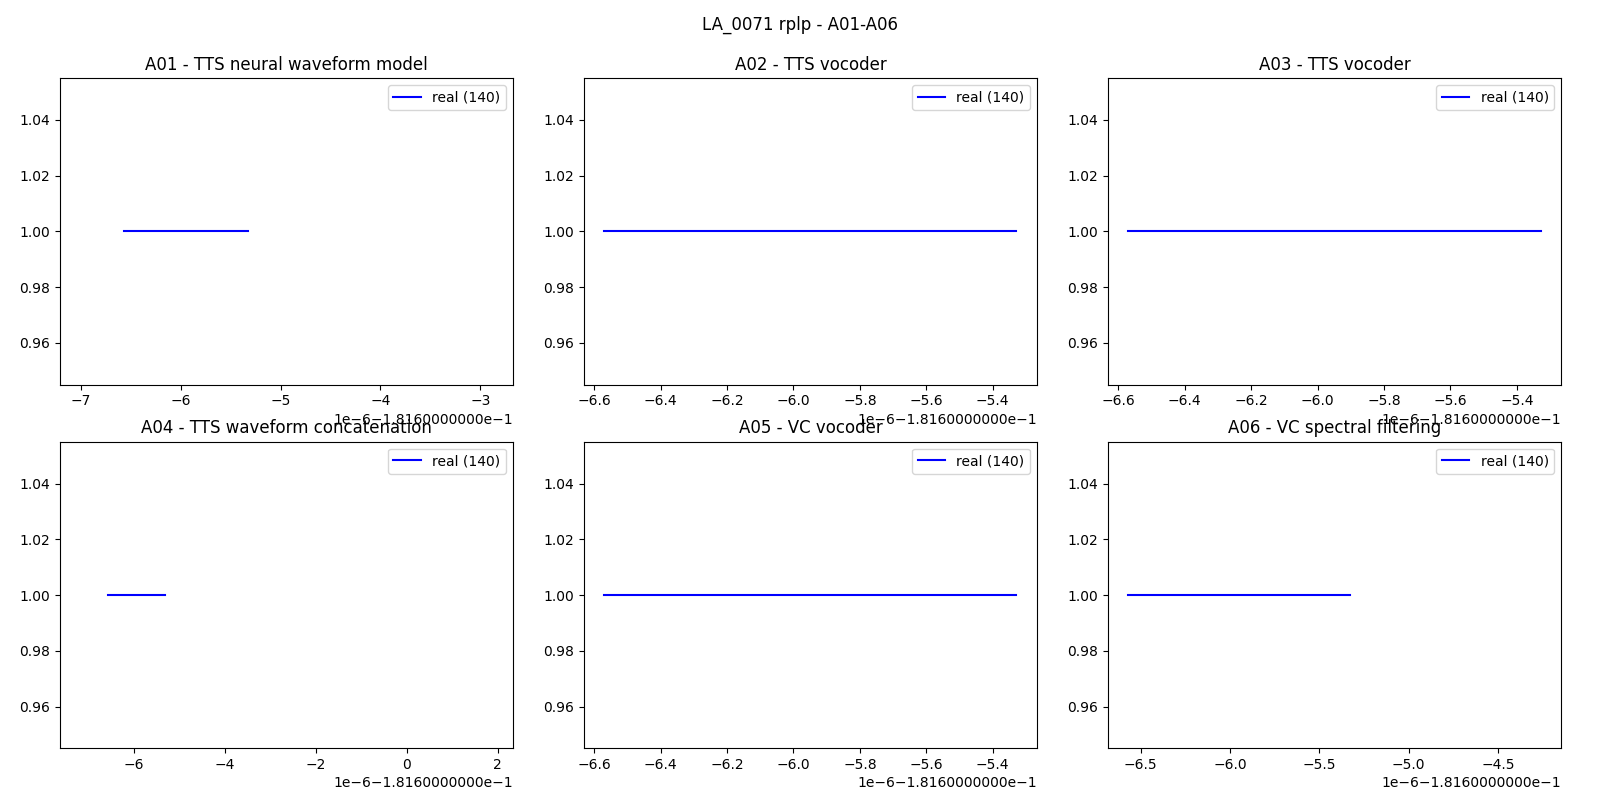 LA_0071 rplp - A01-A06
A01 - TTS neural waveform model
real (140)
1.04
1.02
1.00
0.98
0.96
−7 −6 −5 −4 −3
1e−6−1.8160000000e−1
A02 - TTS vocoder
real (140)
1.04
1.02
1.00
0.98
0.96
−6.6 −6.4 −6.2 −6.0 −5.8 −5.6 −5.4
1e−6−1.8160000000e−1
A03 - TTS vocoder
real (140)
1.04
1.02
1.00
0.98
0.96
−6.6 −6.4 −6.2 −6.0 −5.8 −5.6 −5.4
1e−6−1.8160000000e−1
A04 - TTS waveform concatenation
real (140)
1.04
1.02
1.00
0.98
0.96
−6 −4 −2 0 2
1e−6−1.8160000000e−1
A05 - VC vocoder
real (140)
1.04
1.02
1.00
0.98
0.96
−6.6 −6.4 −6.2 −6.0 −5.8 −5.6 −5.4
1e−6−1.8160000000e−1
A06 - VC spectral filtering
real (140)
1.04
1.02
1.00
0.98
0.96
−6.5 −6.0 −5.5 −5.0 −4.5
1e−6−1.8160000000e−1